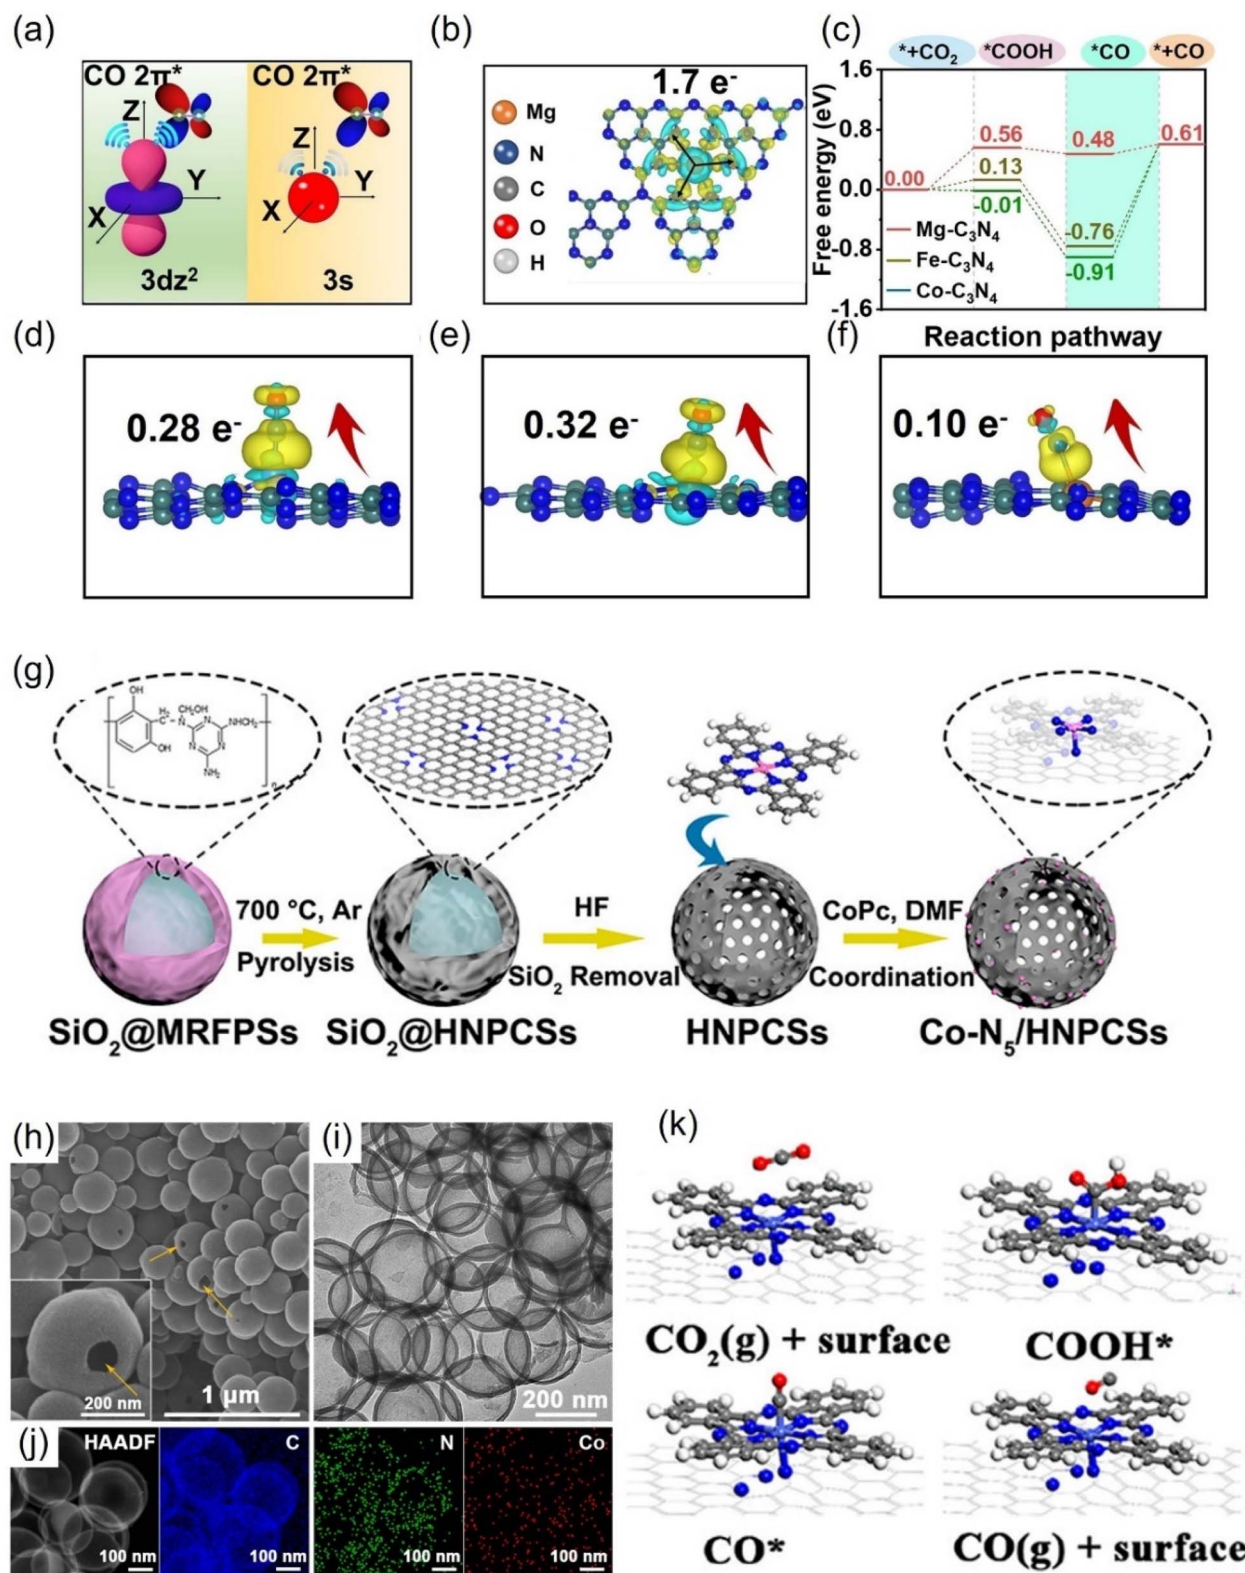 (a)
CO 2π*
Z
Y
X
3dz²
CO 2π*
Z
Y
X
3s
(b)
1.7 e⁻
Mg
N
C
O
H
(c)
*+CO₂
*COOH
*CO
*+CO
Free energy (eV)
1.6
0.8
0.0
-0.8
-1.6
0.00
0.56
0.13
-0.01
0.48
-0.76
-0.91
0.61
Mg-C₃N₄
Fe-C₃N₄
Co-C₃N₄
Reaction pathway
(d)
0.28 e⁻
(e)
0.32 e⁻
(f)
0.10 e⁻
(g)
OH
OH
H₂
C
N
CH₂OH
N
N
N
NH₂
NHCH₂
n
700 °C, Ar
Pyrolysis
HF
SiO₂ Removal
CoPc, DMF
Coordination
SiO₂@MRFPSs
SiO₂@HNPCSs
HNPCSs
Co-N₅/HNPCSs
(h)
200 nm
1 µm
(i)
200 nm
(j)
HAADF
100 nm
C
100 nm
N
100 nm
Co
100 nm
(k)
CO₂(g) + surface
COOH*
CO*
CO(g) + surface